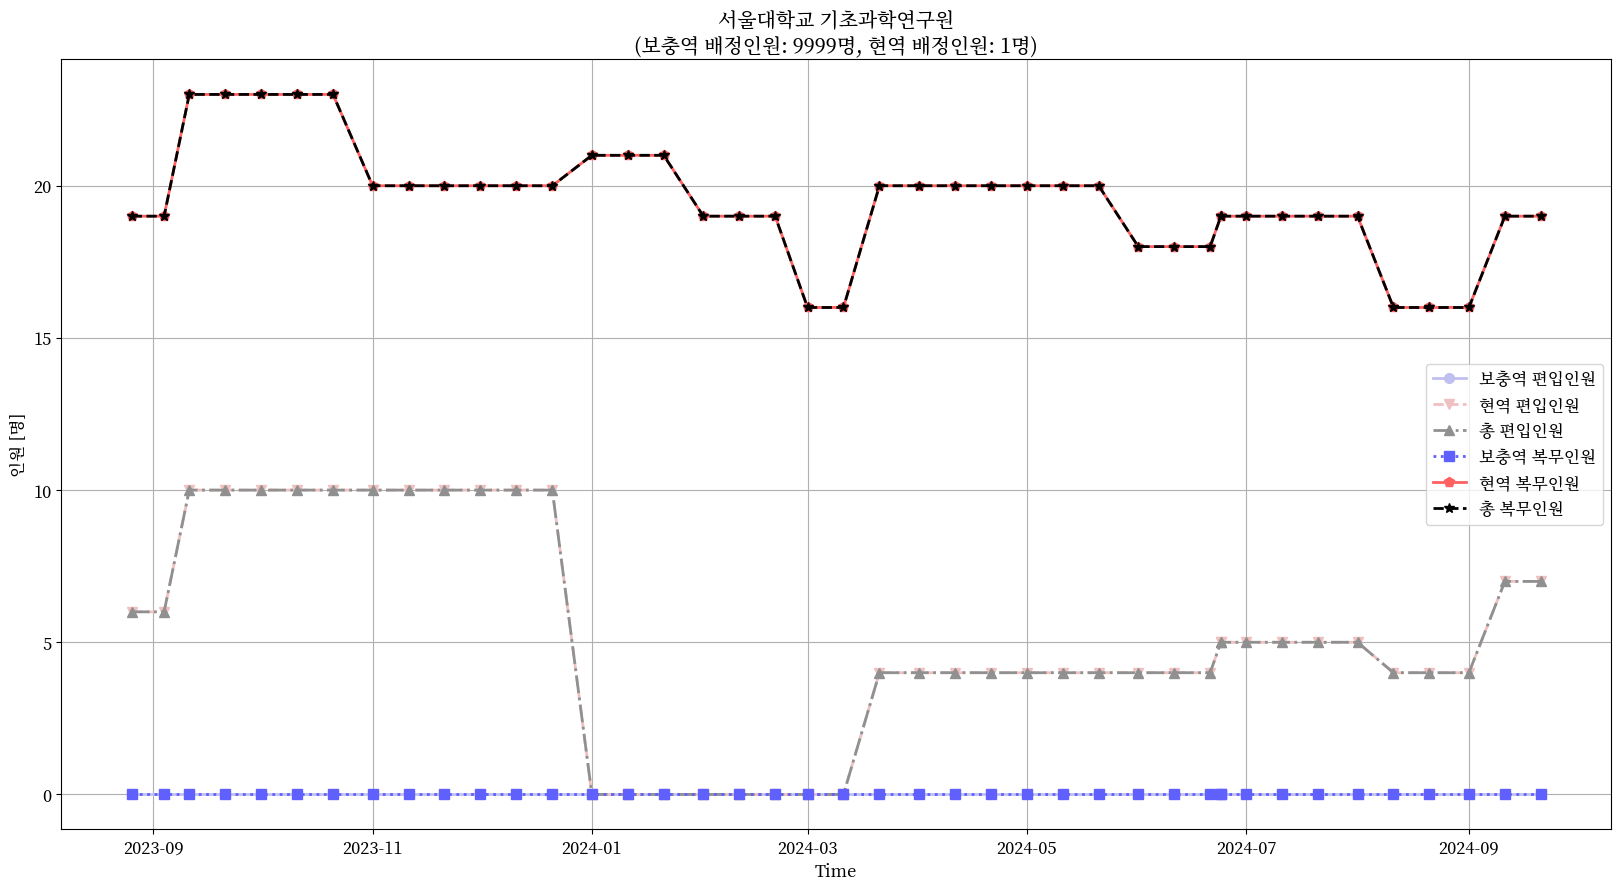 서울대학교 기초과학연구원
(보충역 배정인원: 9999명, 현역 배정인원: 1명)
인원 [명]
20
15
10
5
0
보충역 편입인원
현역 편입인원
총 편입인원
보충역 복무인원
현역 복무인원
총 복무인원
2023-09
2023-11
2024-01
2024-03
2024-05
2024-07
2024-09
Time